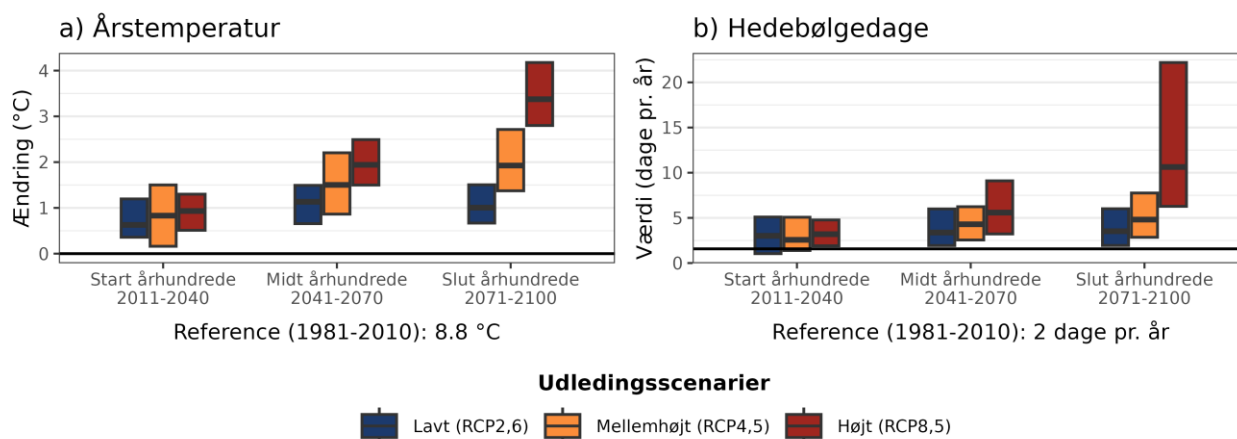 a) Årstemperatur
Ændring (°C)
4
3
2
1
0
Start århundrede
2011-2040
Midt århundrede
2041-2070
Slut århundrede
2071-2100
Reference (1981-2010): 8.8 °C
b) Hedebølgedage
Værdi (dage pr. år)
20
15
10
5
0
Start århundrede
2011-2040
Midt århundrede
2041-2070
Slut århundrede
2071-2100
Reference (1981-2010): 2 dage pr. år
Udledingsscenarier
Lavt (RCP2,6)
Mellemhøjt (RCP4,5)
Højt (RCP8,5)